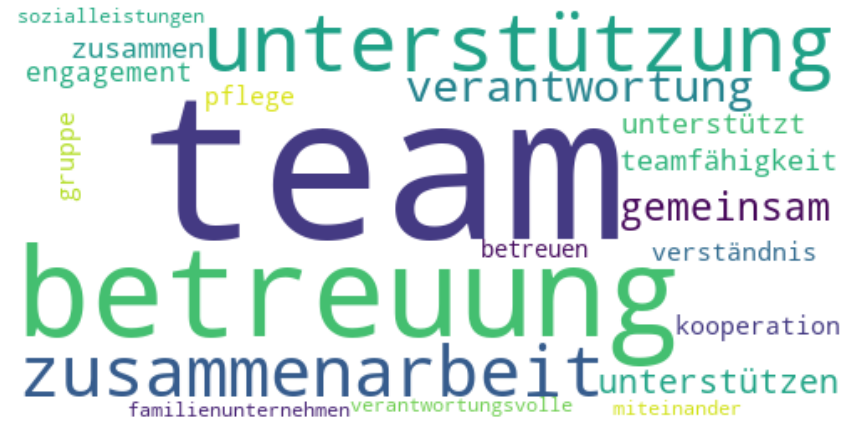 sozialleistungen
zusammen
unterstützung
engagement
verantwortung
pflege
gruppe
team
unterstützt
teamfähigkeit
gemeinsam
betreuen
verständnis
betreuung
kooperation
zusammenarbeit
unterstützen
familienunternehmen
verantwortungsvolle
miteinander